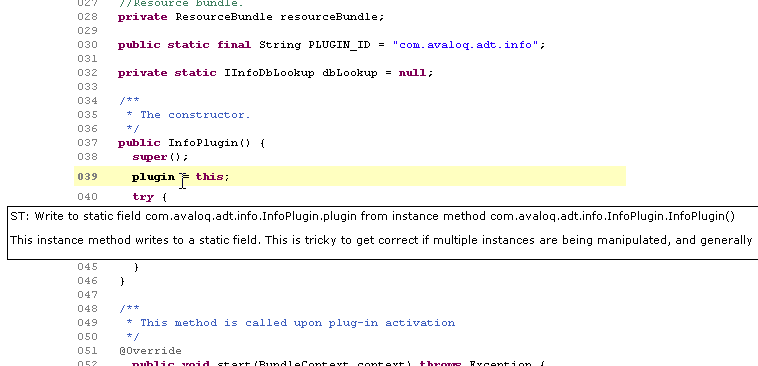 027 //Resource bundle.
028 private ResourceBundle resourceBundle;
029
030 public static final String PLUGIN_ID = "com.avaloq.adt.info";
031
032 private static IInfoDbLookup dbLookup = null;
033
034 /**
035 * The constructor.
036 */
037 public InfoPlugin() {
038 super();
039 plugin = this;
040 try {
ST: Write to static field com.avaloq.adt.info.InfoPlugin.plugin from instance method com.avaloq.adt.info.InfoPlugin.InfoPlugin()
This instance method writes to a static field. This is tricky to get correct if multiple instances are being manipulated, and generally
045 }
046 }
047
048 /**
049 * This method is called upon plug-in activation
050 */
051 @Override
052 public void start(BundleContext context) throws Exception {